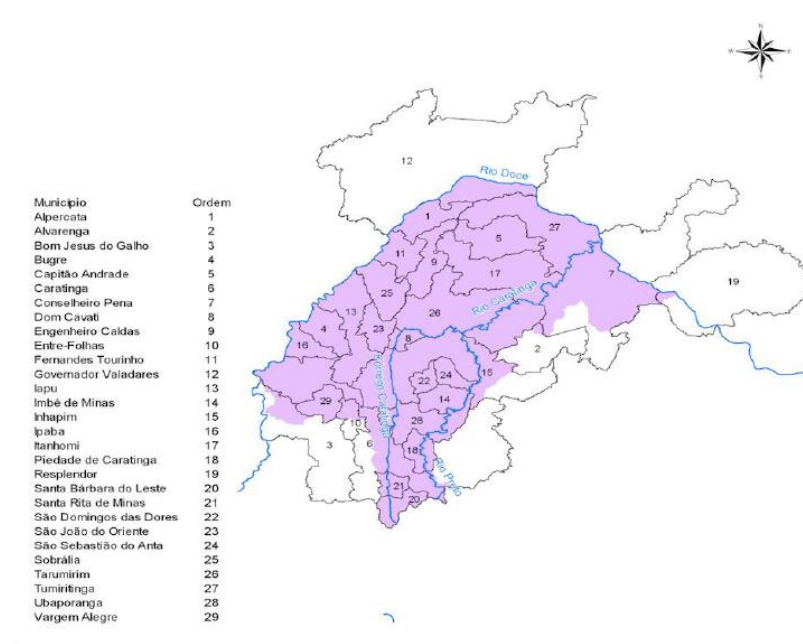 N
W
E
S
12
Rio Doce
1
27
5
11
9
17
7
19
25
Rio Caratinga
13
26
4
23
8
16
2
15
22
24
14
29
28
10
3
6
18
Rio Preto
21
20
Município Ordem
Alpercata 1
Alvarenga 2
Bom Jesus do Galho 3
Bugre 4
Capitão Andrade 5
Caratinga 6
Conselheiro Pena 7
Dom Cavati 8
Engenheiro Caldas 9
Entre-Folhas 10
Fernandes Tourinho 11
Governador Valadares 12
Iapu 13
Imbé de Minas 14
Inhapim 15
Ipaba 16
Itanhomi 17
Piedade de Caratinga 18
Resplendor 19
Santa Bárbara do Leste 20
Santa Rita de Minas 21
São Domingos das Dores 22
São João do Oriente 23
São Sebastião do Anta 24
Sobrália 25
Tarumirim 26
Tumiritinga 27
Ubaporanga 28
Vargem Alegre 29